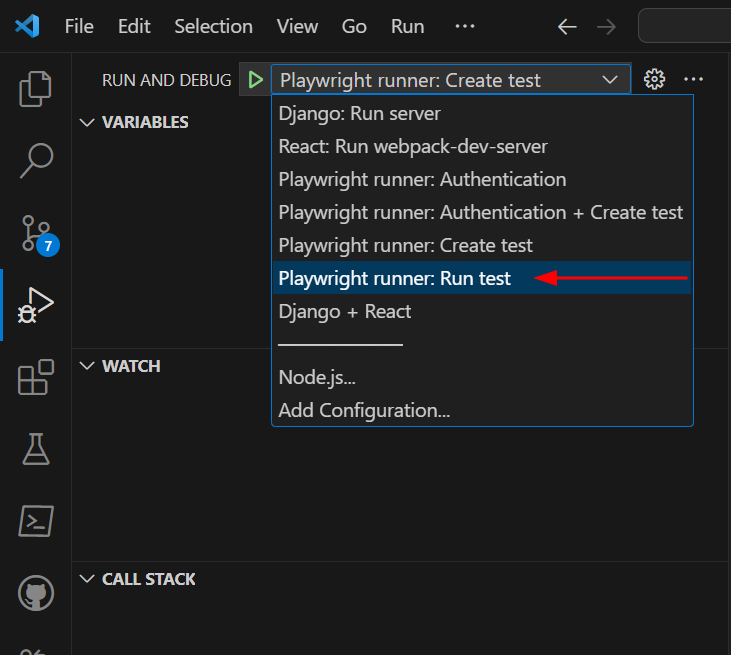 File Edit Selection View Go Run ···
RUN AND DEBUG Playwright runner: Create test ···
VARIABLES
Django: Run server
React: Run webpack-dev-server
Playwright runner: Authentication
Playwright runner: Authentication + Create test
Playwright runner: Create test
Playwright runner: Run test
Django + React
Node.js...
Add Configuration...
7
WATCH
CALL STACK